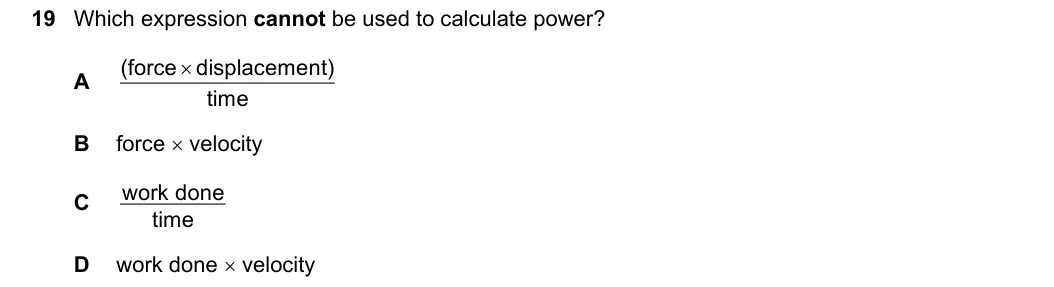 19 Which expression cannot be used to calculate power?
A (force × displacement)
time
B force × velocity
C work done
time
D work done × velocity